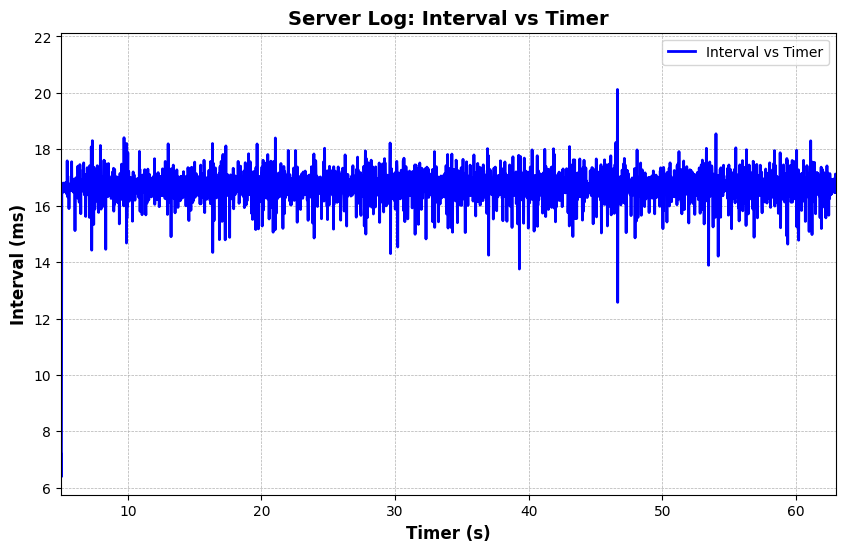 Server Log: Interval vs Timer
Interval vs Timer
22
20
18
16
14
12
10
8
6
Interval (ms)
10 20 30 40 50 60
Timer (s)